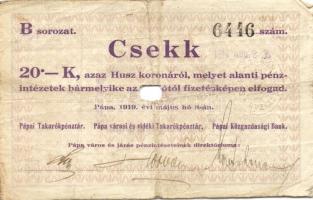 B sorozat. 6446 szám.
Csekk
20·— K, azaz Husz koronáról, melyet alanti pénz-
intézetek bármelyike az tól fizetésképen elfogad.
Pápa, 1919. évi május hó 8-án.
Pápai Takarékpénztár. Pápa városi és vidéki Takarékpénztár. Pápai Közgazdasági Bank.
Pápa város és járás pénzintézeteinek direktóriuma: